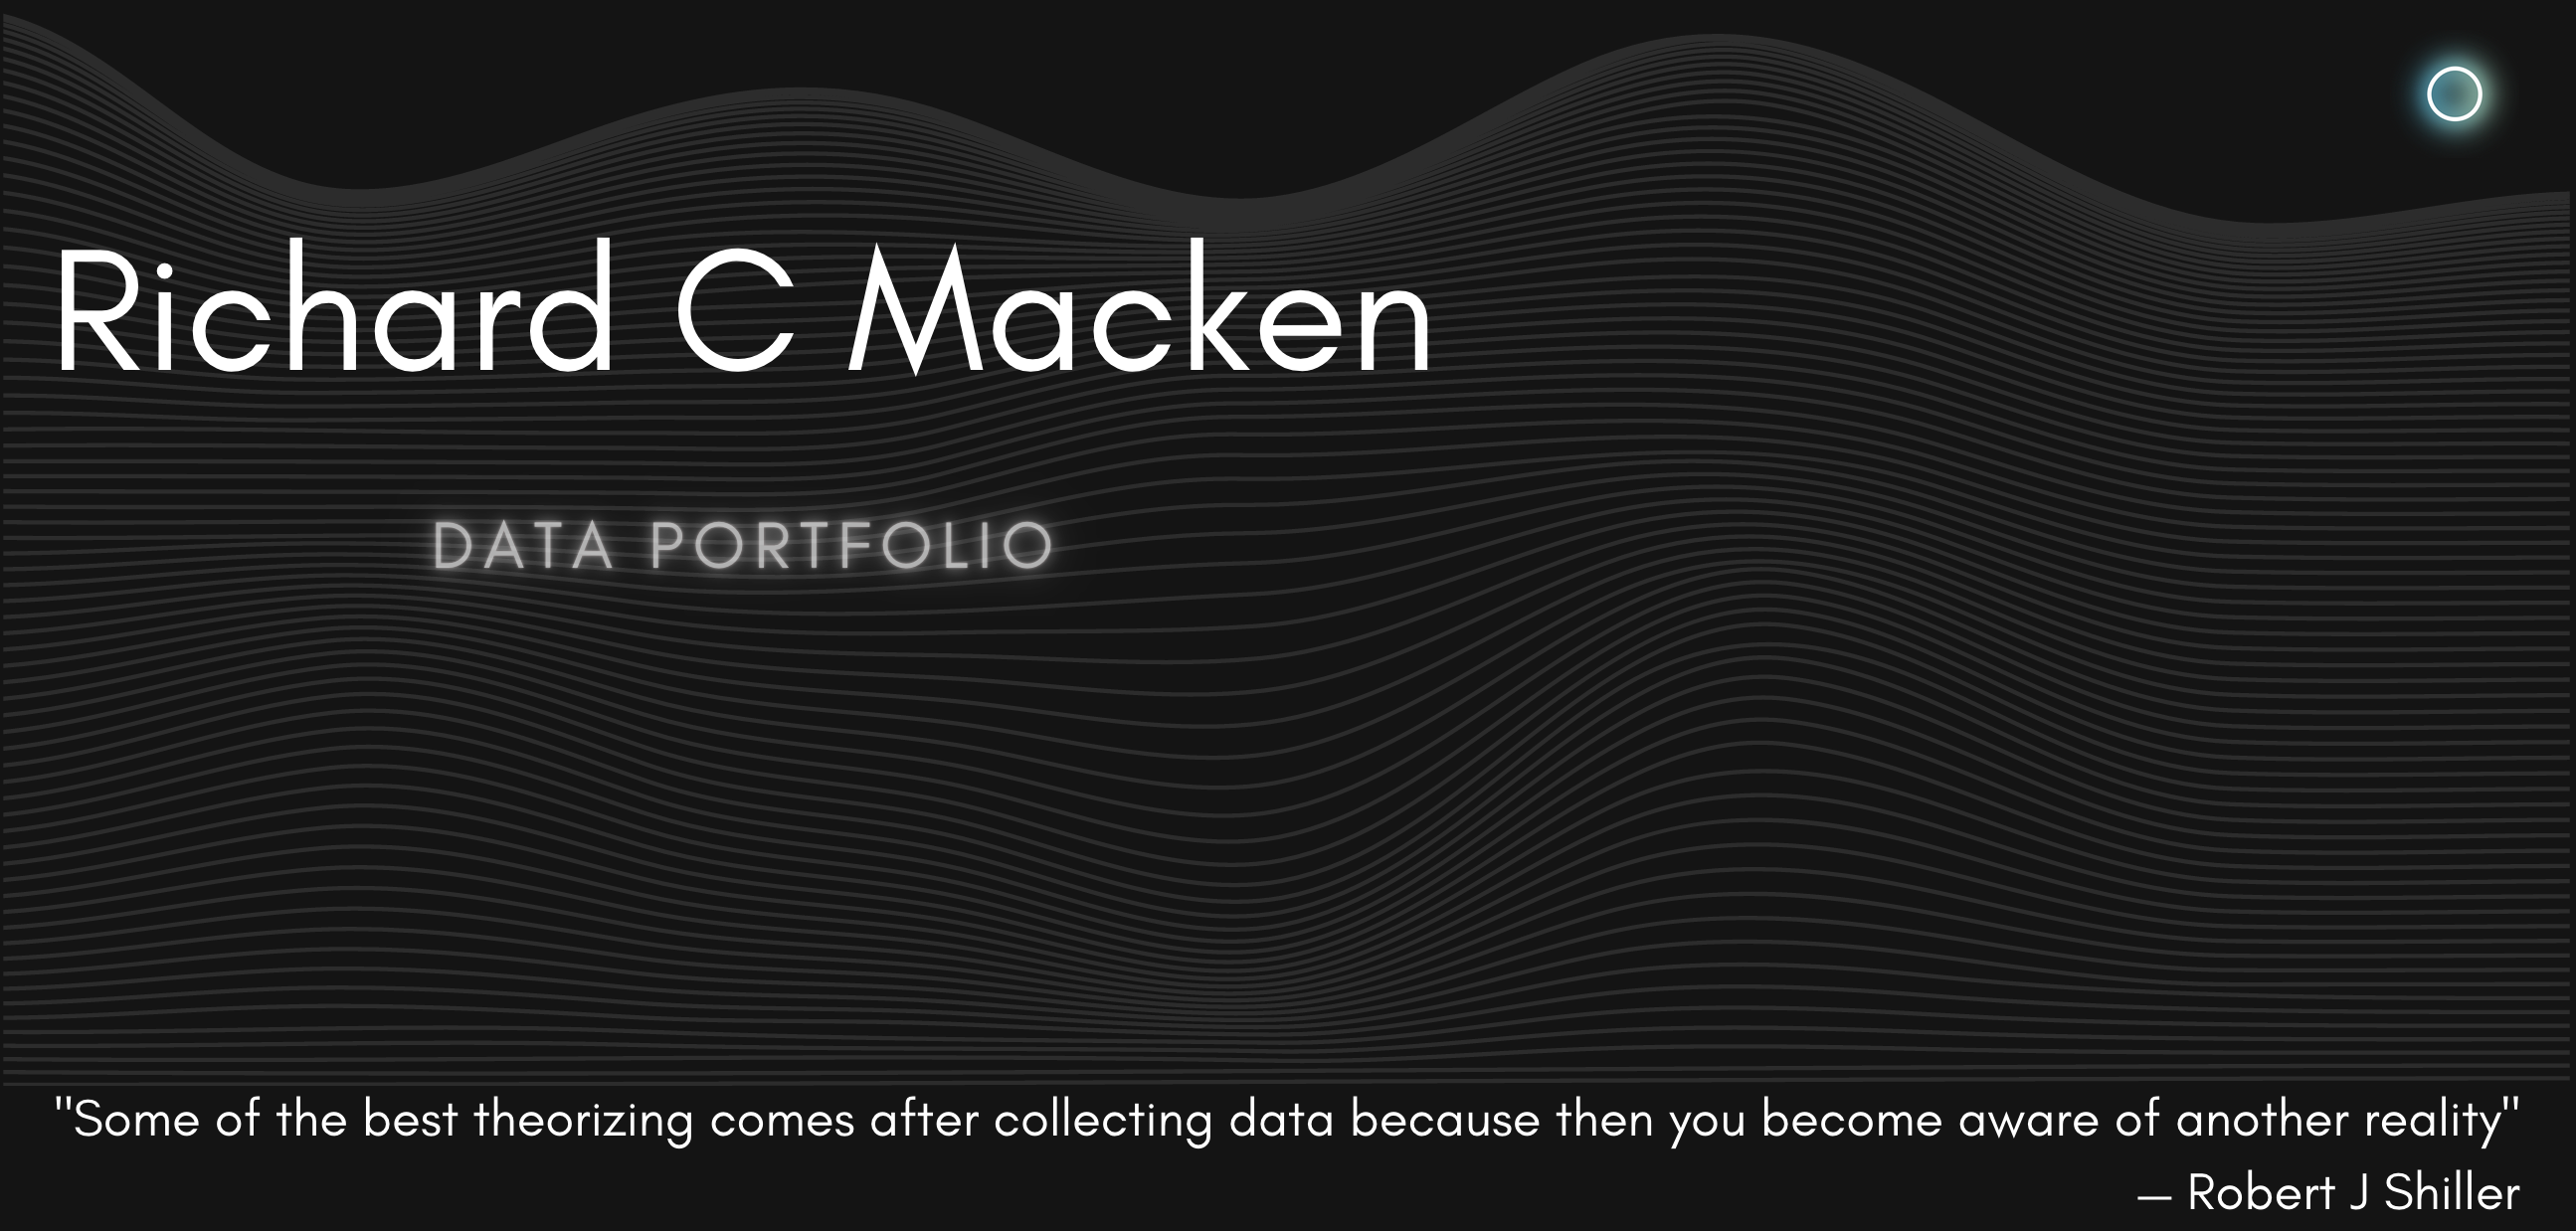 Richard C Macken
DATA PORTFOLIO
"Some of the best theorizing comes after collecting data because then you become aware of another reality"
— Robert J Shiller